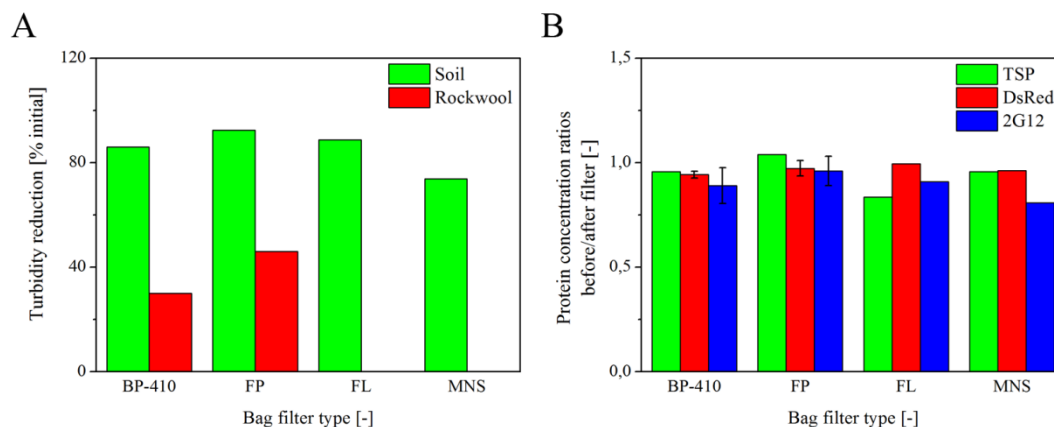 A
Turbidity reduction [% initial]
120
80
40
0
Soil
Rockwool
BP-410 FP FL MNS
Bag filter type [-]
B
Protein concentration ratios
before/after filter [-]
1,5
1,0
0,5
0,0
TSP
DsRed
2G12
BP-410 FP FL MNS
Bag filter type [-]